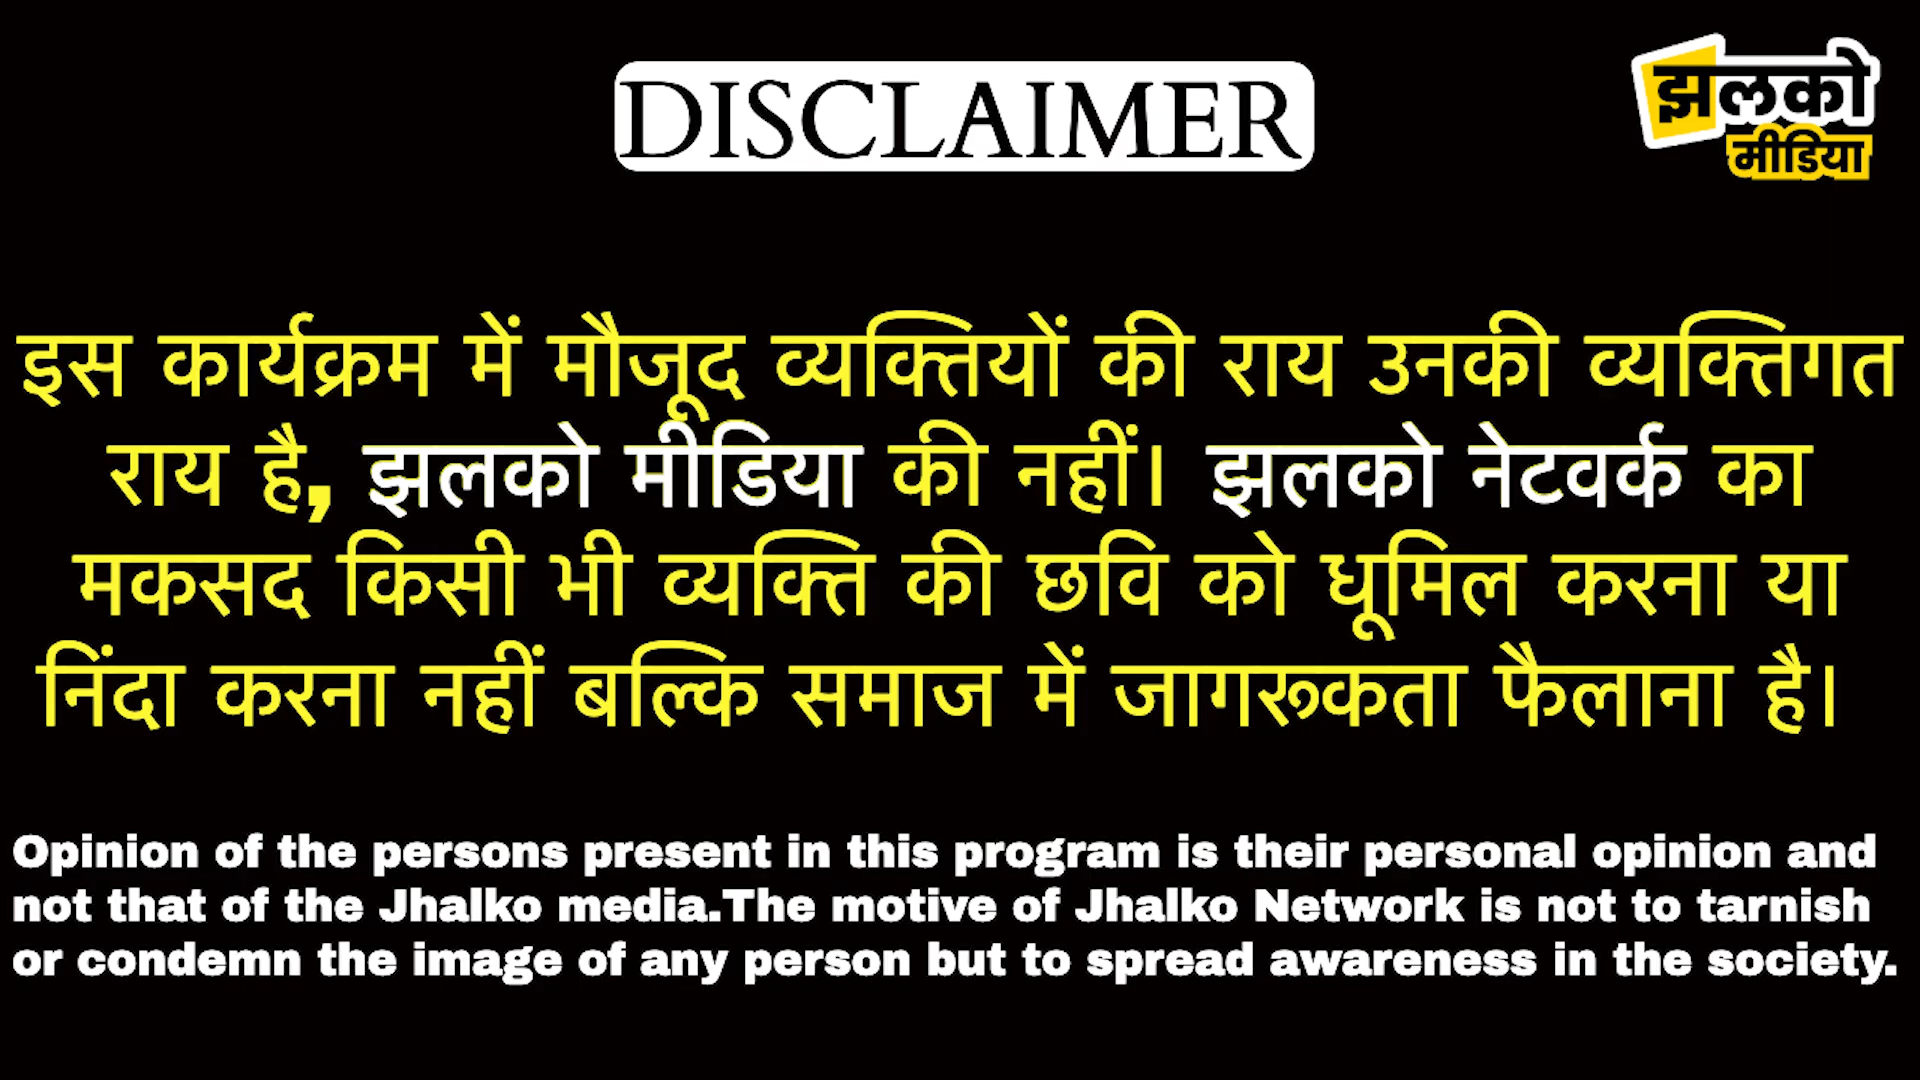 DISCLAIMER
झलको
मीडिया
इस कार्यक्रम में मौजूद व्यक्तियों की राय उनकी व्यक्तिगत
राय है, झलको मीडिया की नहीं। झलको नेटवर्क का
मकसद किसी भी व्यक्ति की छवि को धूमिल करना या
निंदा करना नहीं बल्कि समाज में जागरूकता फैलाना है।
Opinion of the persons present in this program is their personal opinion and
not that of the Jhalko media.The motive of Jhalko Network is not to tarnish
or condemn the image of any person but to spread awareness in the society.